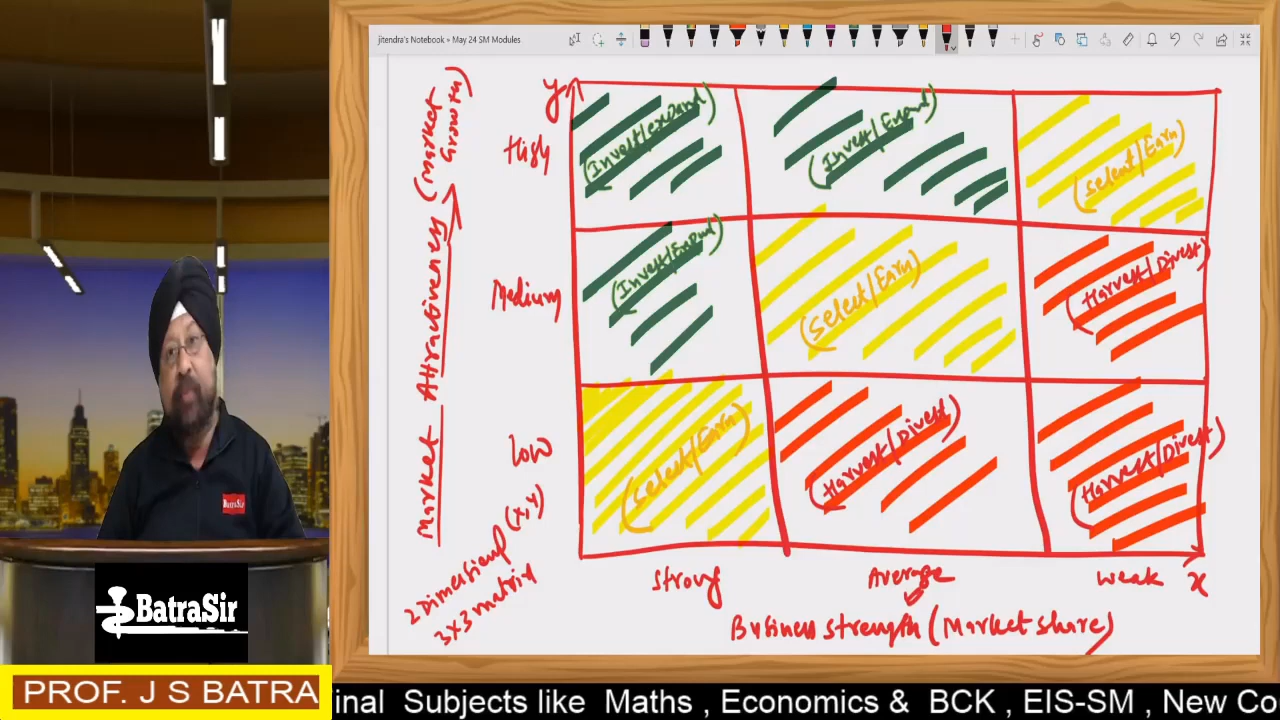 jitendra's Notebook » May 24 SM Modules
y
High
Medium
Low
Market Attractiveness (Market Growth)
(Invest/expand)
(Invest/Expand)
(Select/Earn)
(Invest/Expand)
(Select/Earn)
(Harvest/Divest)
(Select/Earn)
(Harvest/Divest)
(Harvest/Divest)
Strong
Average
Weak
x
Business Strength (Market share)
2 Dimensional (x,y)
3x3 matrix
BatraSir
BatraSir
PROF. J S BATRA
inal Subjects like Maths , Economics & BCK , EIS-SM , New Co